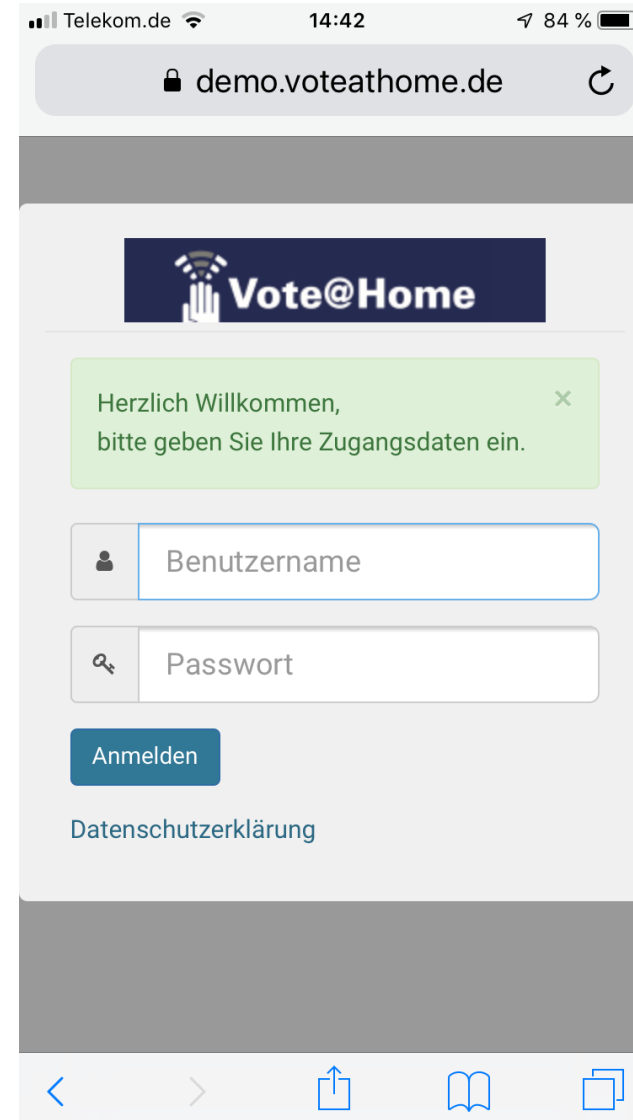 Telekom.de 14:42 84 %
demo.voteathome.de
Vote@Home
Herzlich Willkommen,
bitte geben Sie Ihre Zugangsdaten ein.
Benutzername
Passwort
Anmelden
Datenschutzerklärung